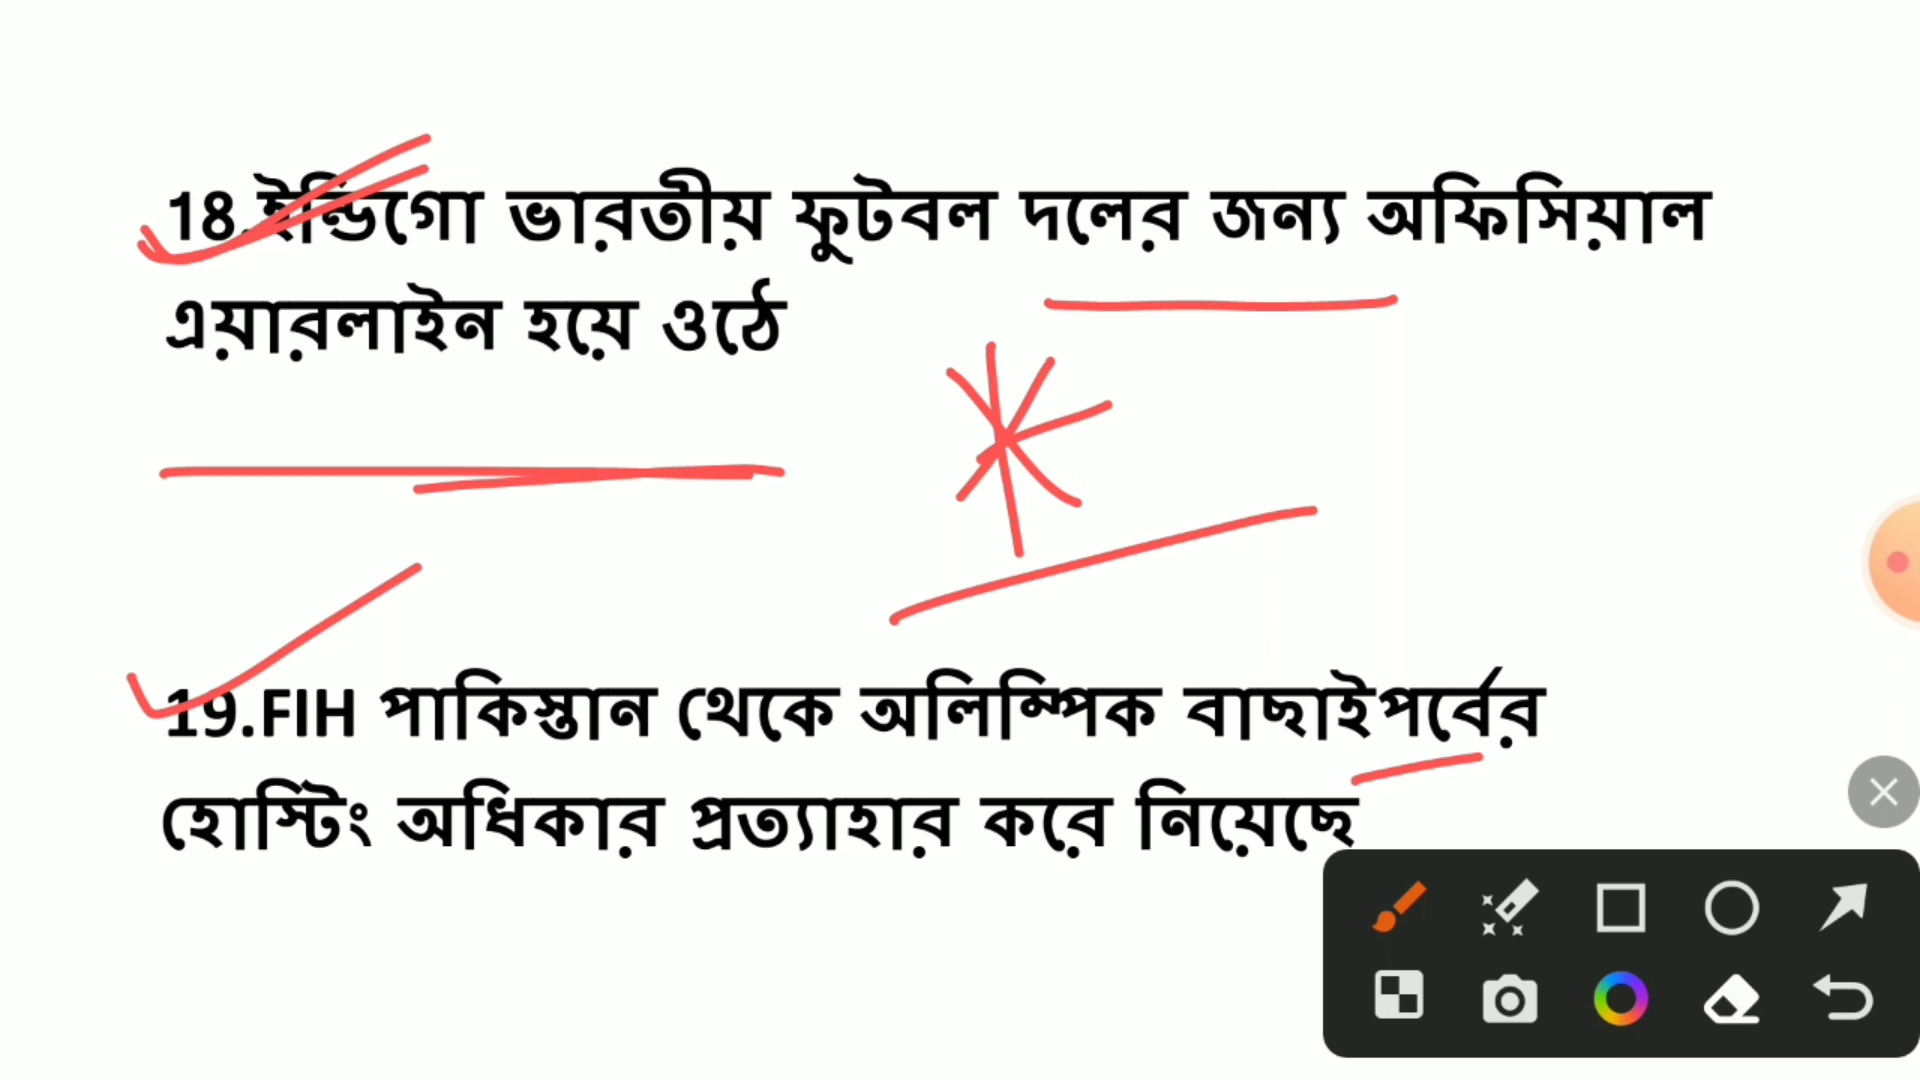 18.ইন্ডিগো ভারতীয় ফুটবল দলের জন্য অফিসিয়াল
এয়ারলাইন হয়ে ওঠে
19.FIH পাকিস্তান থেকে অলিম্পিক বাছাইপর্বের
হোস্টিং অধিকার প্রত্যাহার করে নিয়েছে